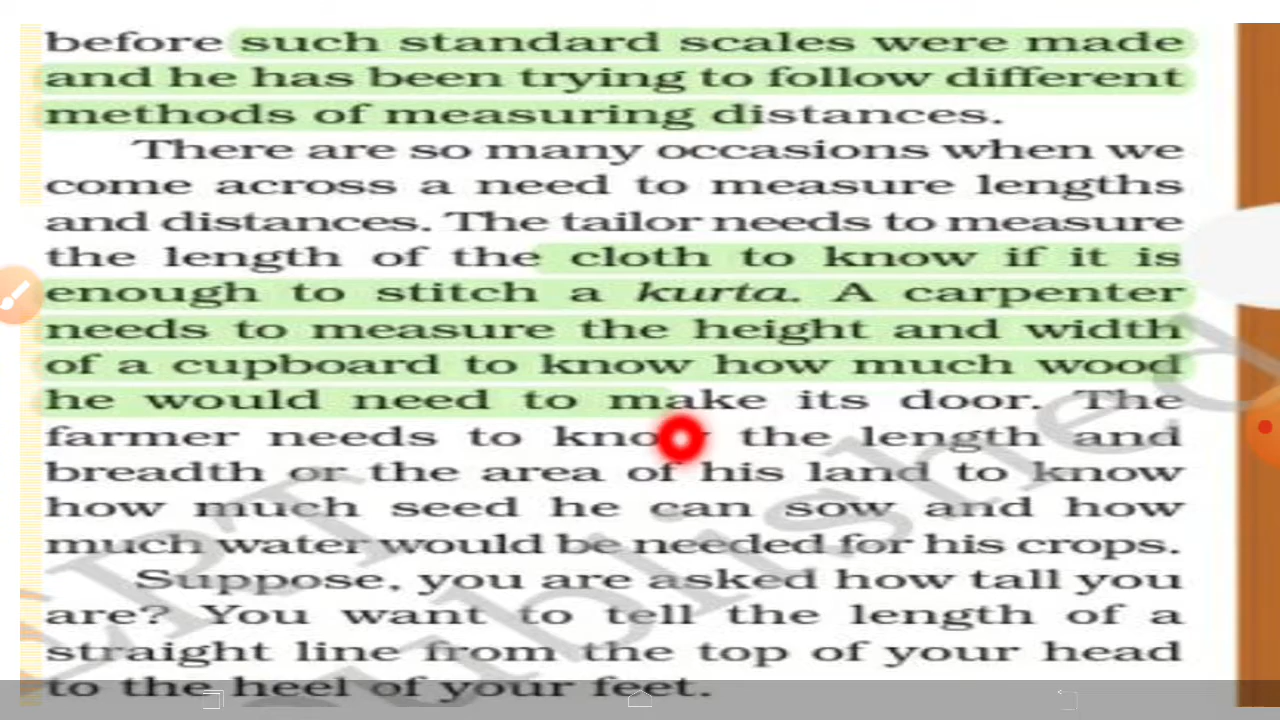 before such standard scales were made
and he has been trying to follow different
methods of measuring distances.
There are so many occasions when we
come across a need to measure lengths
and distances. The tailor needs to measure
the length of the cloth to know if it is
enough to stitch a kurta. A carpenter
needs to measure the height and width
of a cupboard to know how much wood
he would need to make its door. The
farmer needs to know the length and
breadth or the area of his land to know
how much seed he can sow and how
much water would be needed for his crops.
Suppose, you are asked how tall you
are? You want to tell the length of a
straight line from the top of your head
to the heel of your feet.